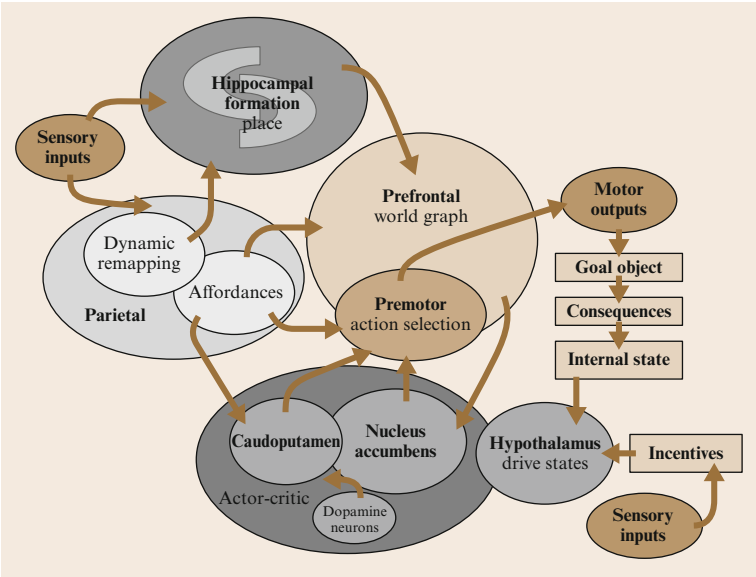 Hippocampal
formation
place
Sensory
inputs
Prefrontal
world graph
Motor
outputs
Dynamic
remapping
Goal object
Affordances
Parietal
Premotor
action selection
Consequences
Internal state
Caudoputamen
Nucleus
accumbens
Hypothalamus
drive states
Incentives
Actor-critic
Dopamine
neurons
Sensory
inputs